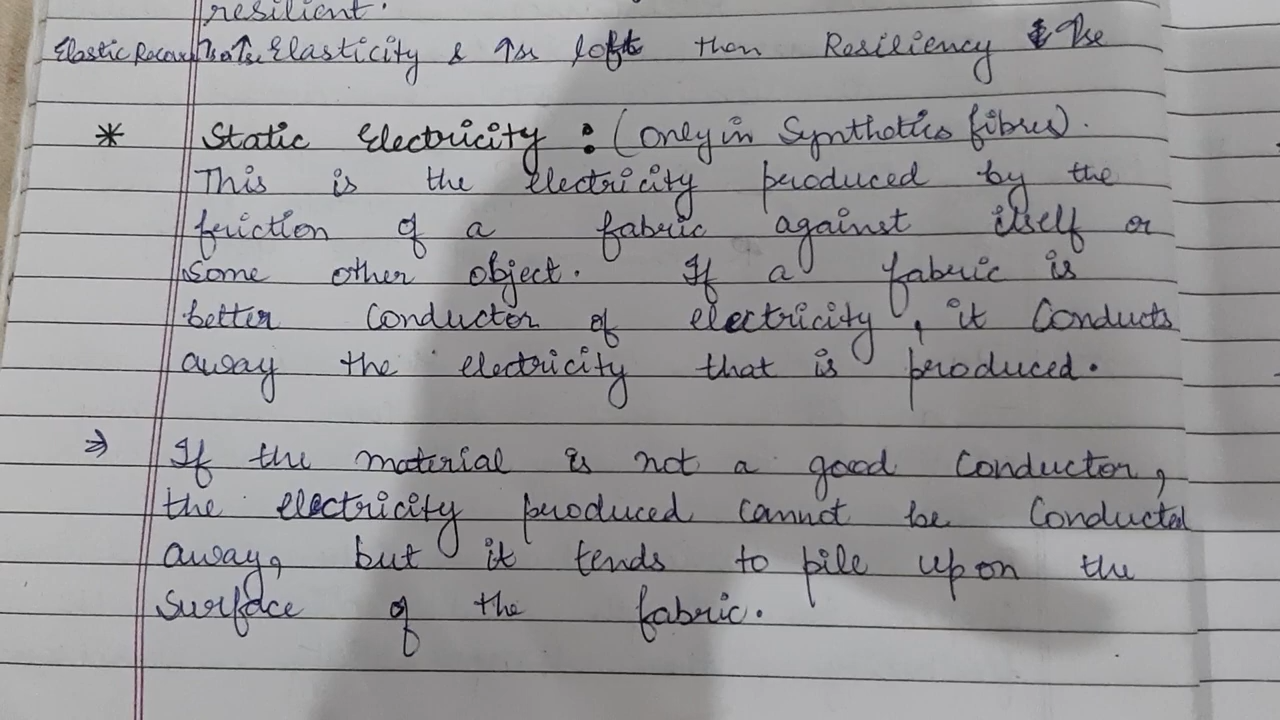 resilient.
Elastic Elasticity & ↑se loft then Resiliency ↑se
* Static Electricity : (Only in Synthetics fibres).
This is the electricity produced by the
friction of a fabric against itself or
some other object. If a fabric is
better conductor of electricity, it conducts
away the electricity that is produced.
⇒ If the material is not a good conductor,
the electricity produced cannot be conducted
away, but it tends to pile upon the
surface of the fabric.